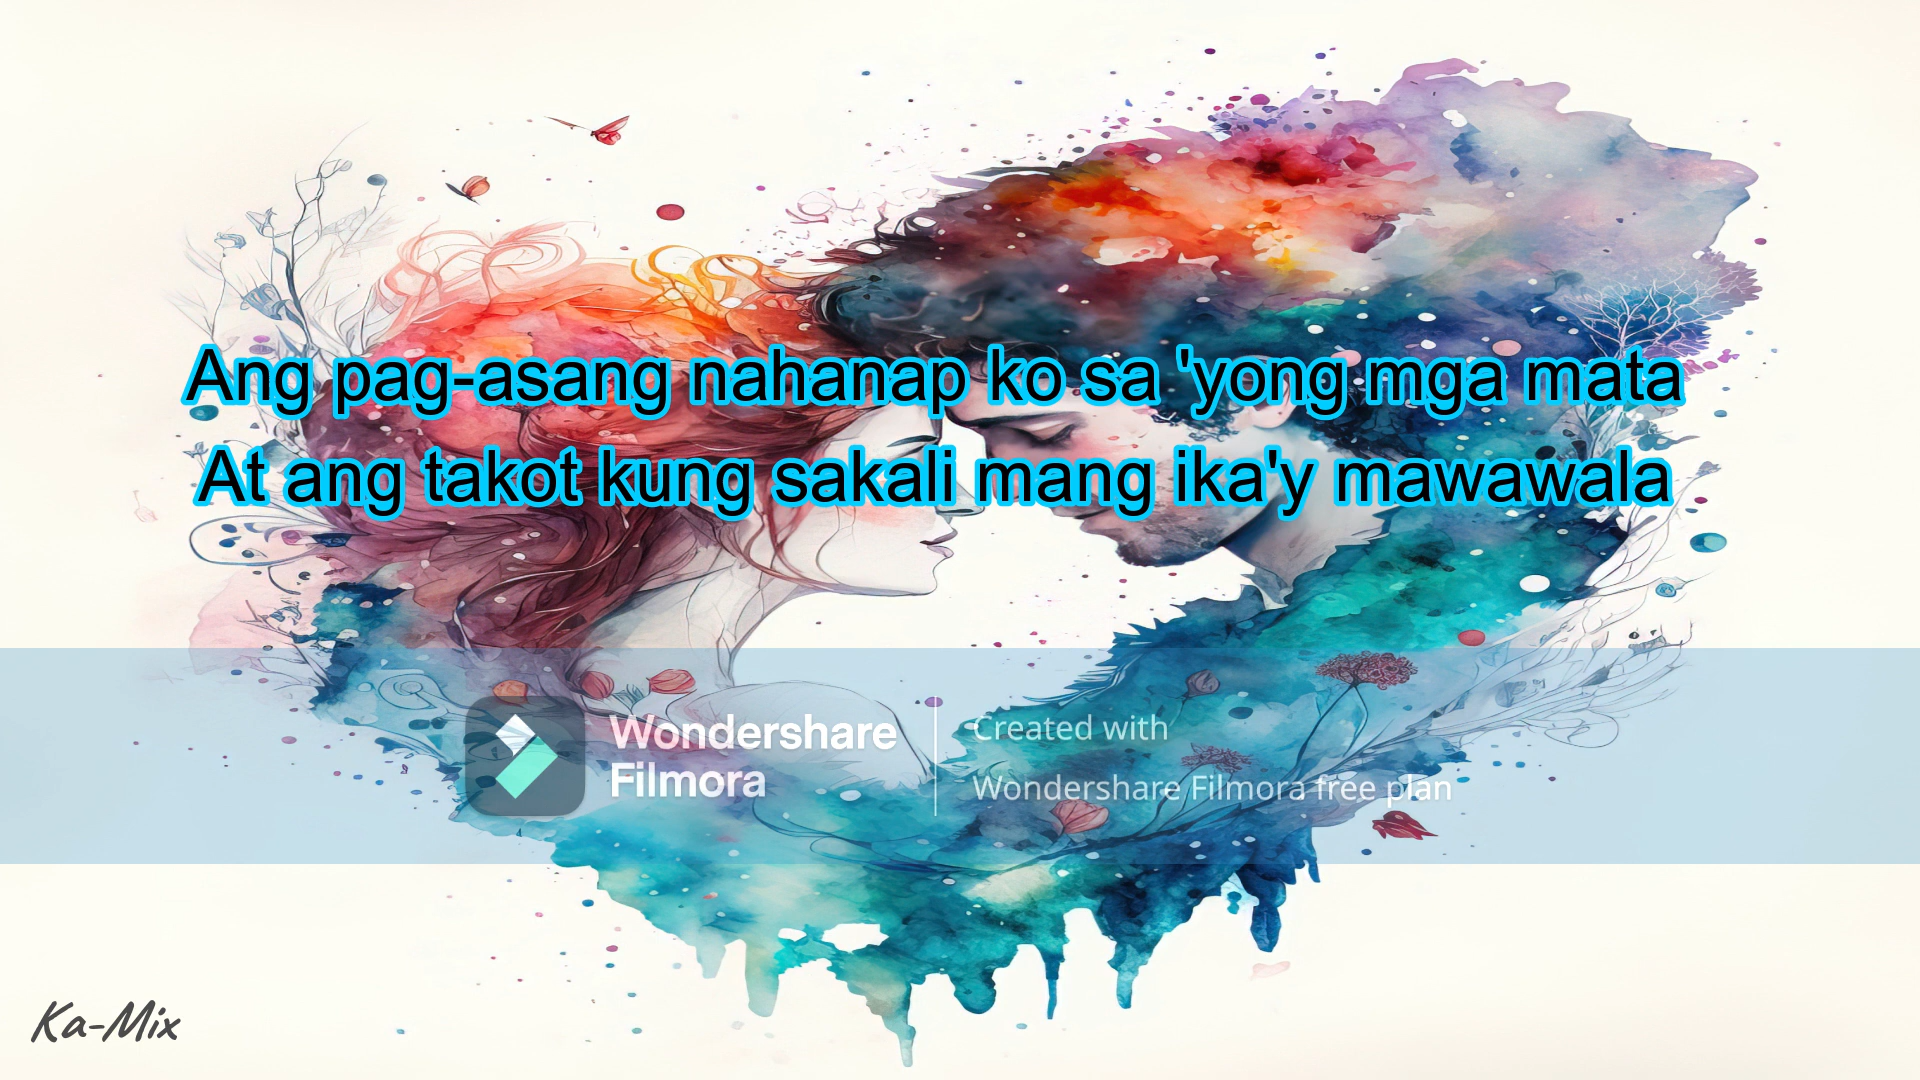 Ang pag-asang nahanap ko sa 'yong mga mata
At ang takot kung sakali mang ika'y mawawala
Wondershare
Filmora
Created with
Wondershare Filmora free plan
Ka-Mix